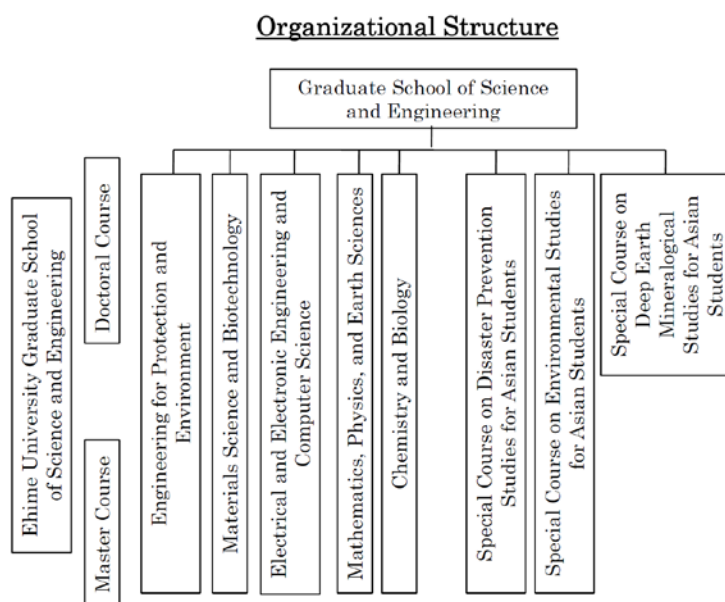 Organizational Structure
Graduate School of Science
and Engineering
Ehime University Graduate School
of Science and Engineering
Doctoral Course
Master Course
Engineering for Protection and
Environment
Materials Science and Biotechnology
Electrical and Electronic Engineering and
Computer Science
Mathematics, Physics, and Earth Sciences
Chemistry and Biology
Special Course on Disaster Prevention
Studies for Asian Students
Special Course on Environmental Studies
for Asian Students
Special Course on
Deep Earth
Mineralogical
Studies for Asian
Students